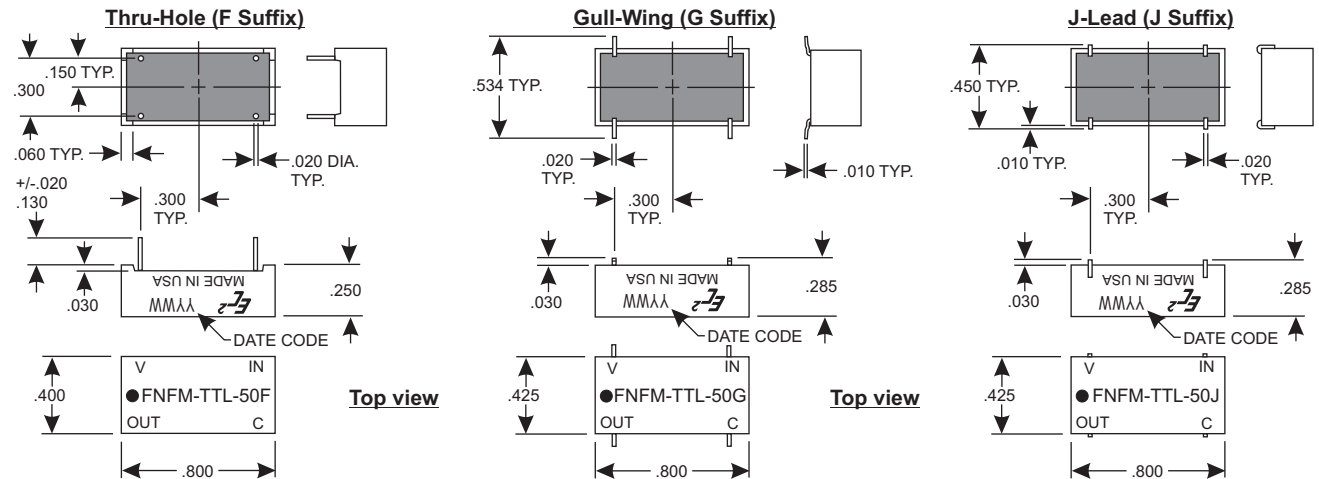 Thru-Hole (F Suffix)
.150 TYP.
.300
.060 TYP.
.020 DIA.
TYP.
+/-.020
.130
.300
TYP.
.030
MADE IN USA
YYWW EC2
.250
DATE CODE
.400
V IN
FNFM-TTL-50F
OUT C
.800
Top view
Gull-Wing (G Suffix)
.534 TYP.
.020
TYP.
.010 TYP.
.300
TYP.
.030
MADE IN USA
YYWW EC2
.285
DATE CODE
.425
V IN
FNFM-TTL-50G
OUT C
.800
Top view
J-Lead (J Suffix)
.450 TYP.
.010 TYP.
.020
TYP.
.300
TYP.
.030
MADE IN USA
YYWW EC2
.285
DATE CODE
.425
V IN
FNFM-TTL-50J
OUT C
.800